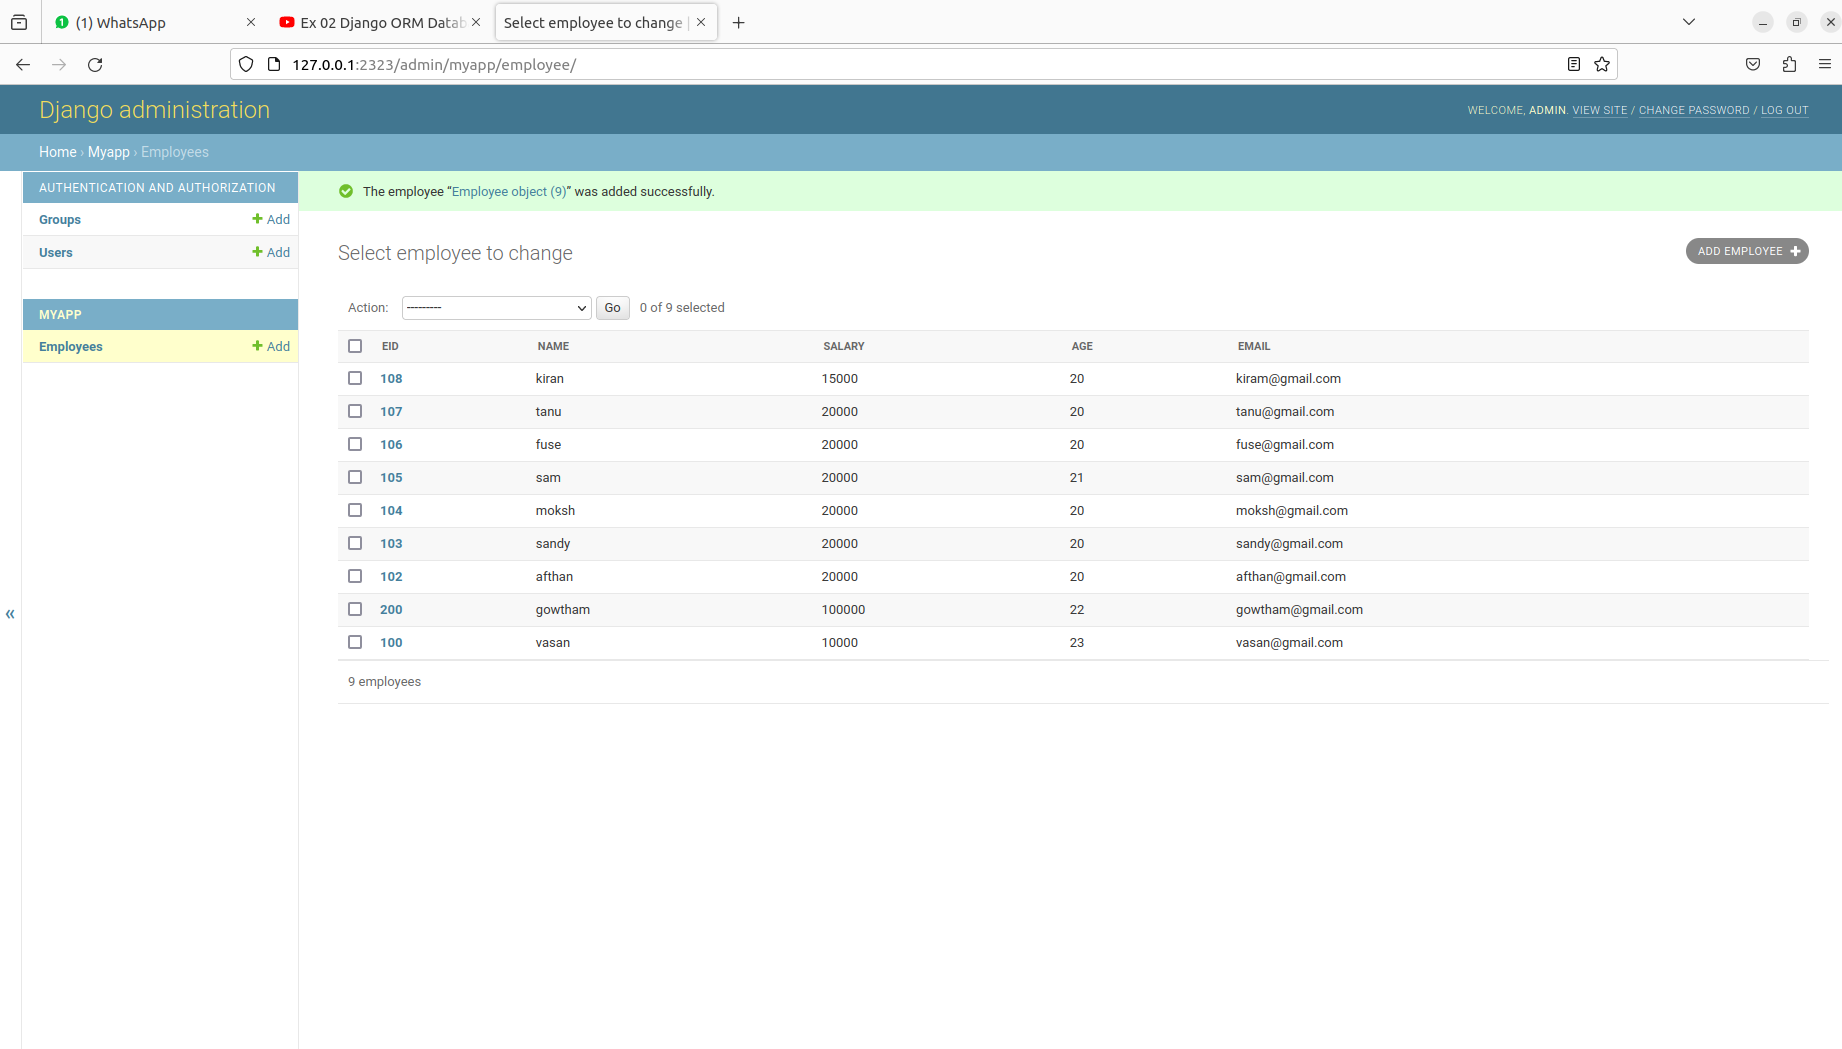 (1) WhatsApp
Ex 02 Django ORM Datab
Select employee to change |
127.0.0.1:2323/admin/myapp/employee/
Django administration
WELCOME, ADMIN. VIEW SITE / CHANGE PASSWORD / LOG OUT
Home › Myapp › Employees
AUTHENTICATION AND AUTHORIZATION
Groups + Add
Users + Add
MYAPP
Employees + Add
«
The employee “Employee object (9)” was added successfully.
Select employee to change
ADD EMPLOYEE +
Action: --------- Go 0 of 9 selected
EID NAME SALARY AGE EMAIL
108 kiran 15000 20 kiram@gmail.com
107 tanu 20000 20 tanu@gmail.com
106 fuse 20000 20 fuse@gmail.com
105 sam 20000 21 sam@gmail.com
104 moksh 20000 20 moksh@gmail.com
103 sandy 20000 20 sandy@gmail.com
102 afthan 20000 20 afthan@gmail.com
200 gowtham 100000 22 gowtham@gmail.com
100 vasan 10000 23 vasan@gmail.com
9 employees